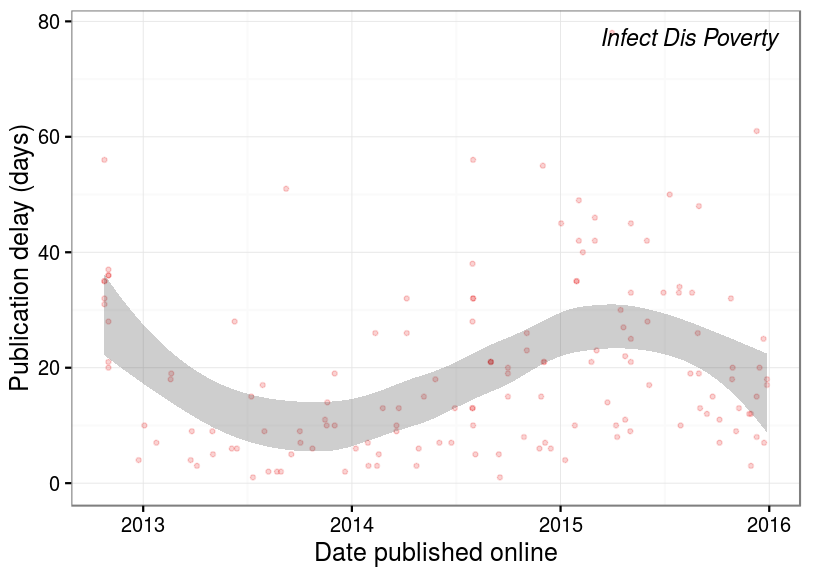 80
Infect Dis Poverty
60
40
20
0
Publication delay (days)
2013 2014 2015 2016
Date published online